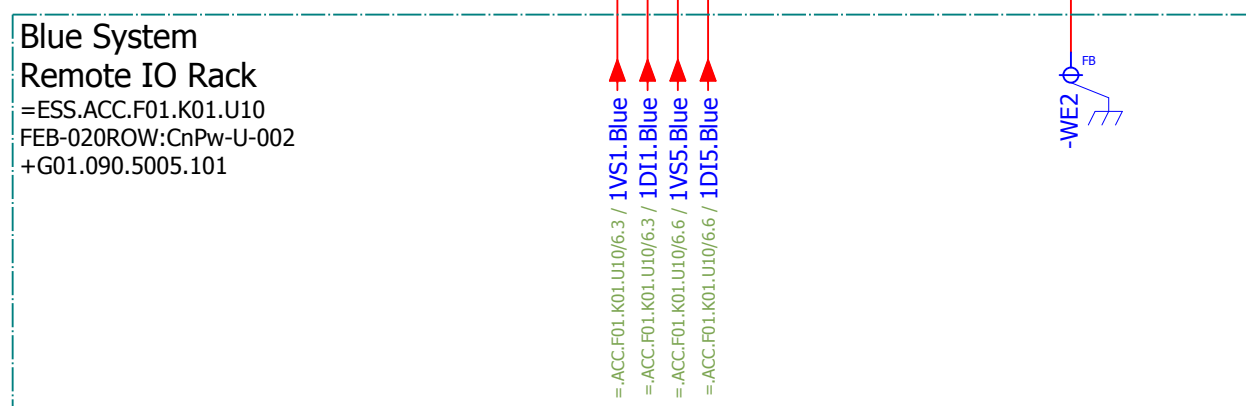 Blue System
Remote IO Rack
=ESS.ACC.F01.K01.U10
FEB-020ROW:CnPw-U-002
+G01.090.5005.101
=.ACC.F01.K01.U10/6.3 / 1VS1.Blue
=.ACC.F01.K01.U10/6.3 / 1DI1.Blue
=.ACC.F01.K01.U10/6.6 / 1VS5.Blue
=.ACC.F01.K01.U10/6.6 / 1DI5.Blue
FB
-WE2